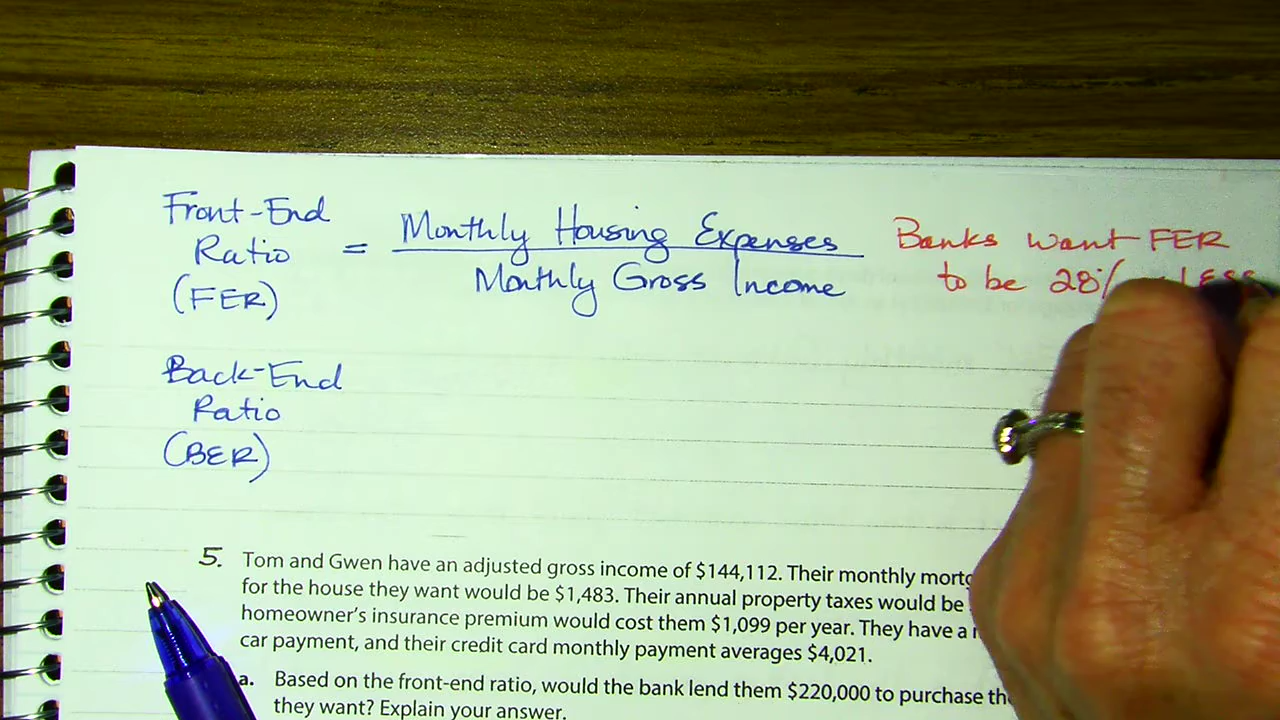 Front-End
Ratio
(FER)
=
Monthly Housing Expenses
Monthly Gross Income
Banks want FER
to be 28%
Back-End
Ratio
(BER)
5. Tom and Gwen have an adjusted gross income of $144,112. Their monthly
for the house they want would be $1,483. Their annual property taxes would be
homeowner's insurance premium would cost them $1,099 per year. They have a
car payment, and their credit card monthly payment averages $4,021.
a. Based on the front-end ratio, would the bank lend them $220,000 to purchase
they want? Explain your answer.